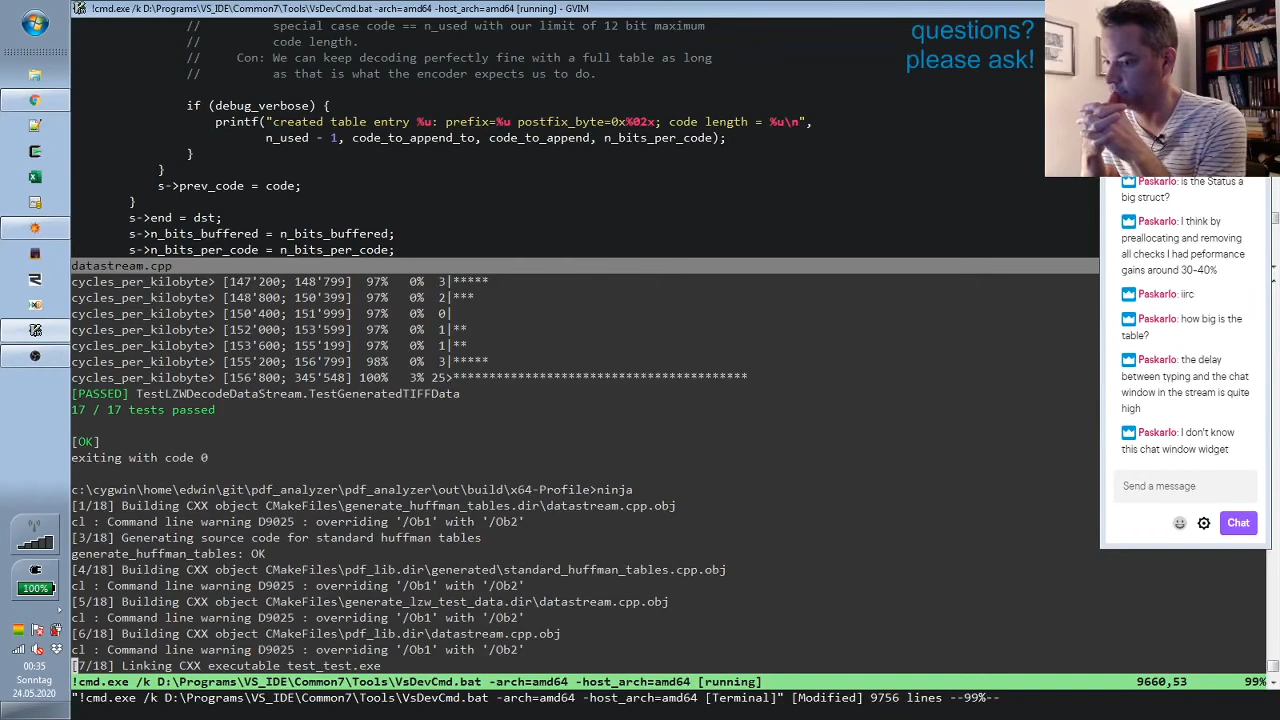 !cmd.exe /k D:\Programs\VS_IDE\Common7\Tools\VsDevCmd.bat -arch=amd64 -host_arch=amd64 [running] - GVIM
//      special case code == n_used with our limit of 12 bit maximum
//      code length.
// Con: We can keep decoding perfectly fine with a full table as long
//      as that is what the encoder expects us to do.
if (debug_verbose) {
printf("created table entry %u: prefix=%u postfix_byte=0x%02x; code length = %u\n",
n_used - 1, code_to_append_to, code_to_append, n_bits_per_code);
}
}
s->prev_code = code;
}
s->end = dst;
s->n_bits_buffered = n_bits_buffered;
s->n_bits_per_code = n_bits_per_code;
datastream.cpp
cycles_per_kilobyte> [147'200; 148'799]  97%   0%  3|*****
cycles_per_kilobyte> [148'800; 150'399]  97%   0%  2|***
cycles_per_kilobyte> [150'400; 151'999]  97%   0%  0|
cycles_per_kilobyte> [152'000; 153'599]  97%   0%  1|**
cycles_per_kilobyte> [153'600; 155'199]  97%   0%  1|**
cycles_per_kilobyte> [155'200; 156'799]  98%   0%  3|*****
cycles_per_kilobyte> [156'800; 345'548] 100%   3% 25>****************************************
[PASSED] TestLZWDecodeDataStream.TestGeneratedTIFFData
17 / 17 tests passed
[OK]
exiting with code 0
c:\cygwin\home\edwin\git\pdf_analyzer\pdf_analyzer\out\build\x64-Profile>ninja
[1/18] Building CXX object CMakeFiles\generate_huffman_tables.dir\datastream.cpp.obj
cl : Command line warning D9025 : overriding '/Ob1' with '/Ob2'
[3/18] Generating source code for standard huffman tables
generate_huffman_tables: OK
[4/18] Building CXX object CMakeFiles\pdf_lib.dir\generated\standard_huffman_tables.cpp.obj
cl : Command line warning D9025 : overriding '/Ob1' with '/Ob2'
[5/18] Building CXX object CMakeFiles\generate_lzw_test_data.dir\datastream.cpp.obj
cl : Command line warning D9025 : overriding '/Ob1' with '/Ob2'
[6/18] Building CXX object CMakeFiles\pdf_lib.dir\datastream.cpp.obj
cl : Command line warning D9025 : overriding '/Ob1' with '/Ob2'
[7/18] Linking CXX executable test_test.exe
!cmd.exe /k D:\Programs\VS_IDE\Common7\Tools\VsDevCmd.bat -arch=amd64 -host_arch=amd64 [running] 9660,53 99%
"!cmd.exe /k D:\Programs\VS_IDE\Common7\Tools\VsDevCmd.bat -arch=amd64 -host_arch=amd64 [Terminal]" [Modified] 9756 lines --99%--
questions?
please ask!
Paskarlo: is the Status a
big struct?
Paskarlo: I think by
preallocating and removing
all checks I had peformance
gains around 30-40%
Paskarlo: iirc
Paskarlo: how big is the
table?
Paskarlo: the delay
between typing and the chat
window in the stream is quite
high
Paskarlo: I don't know
this chat window widget
Send a message
Chat
100%
00:35
Sonntag
24.05.2020